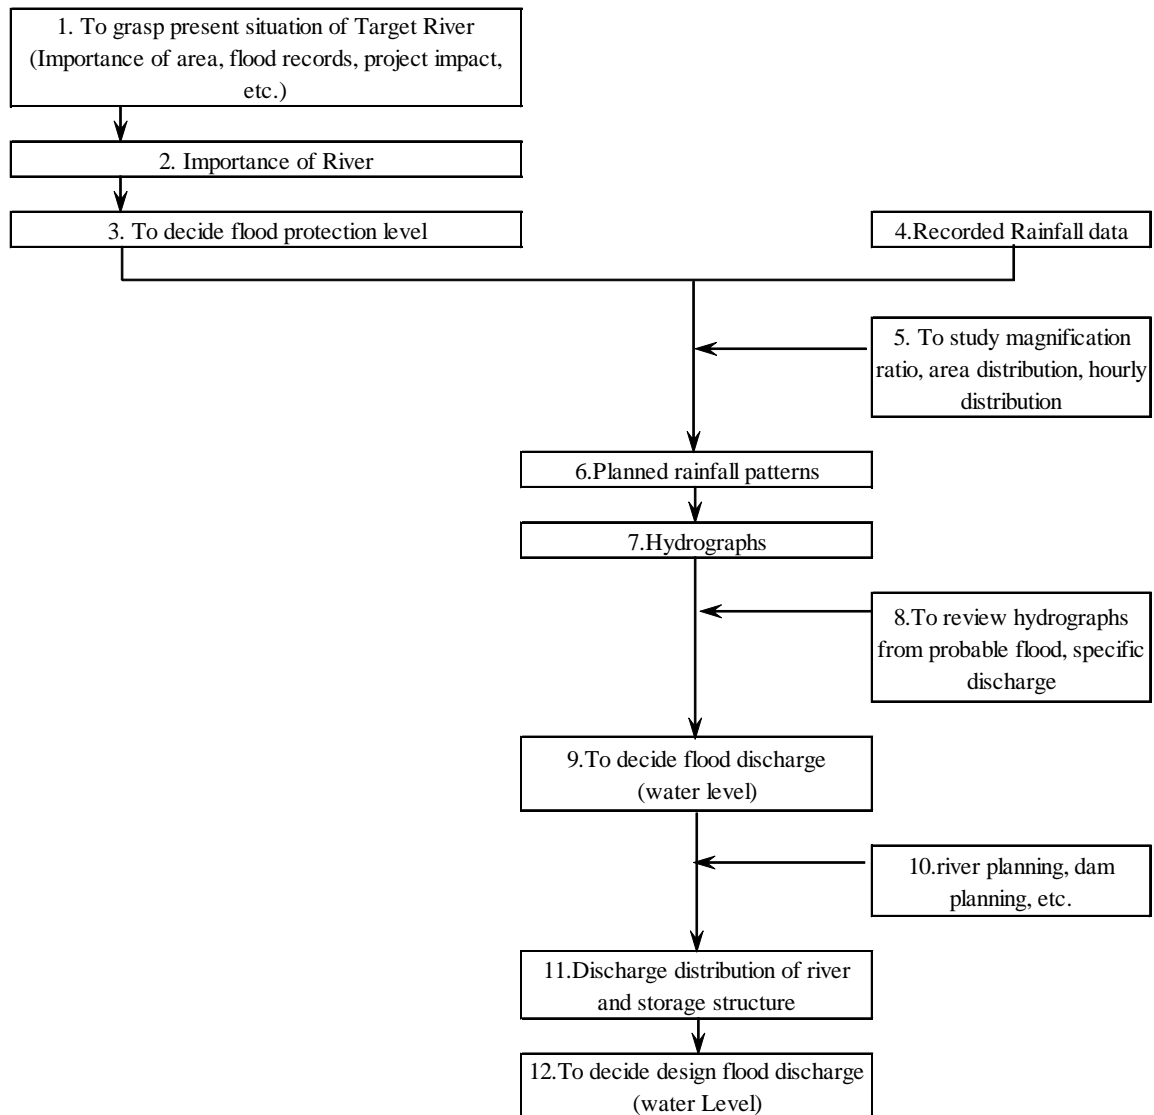 1. To grasp present situation of Target River
(Importance of area, flood records, project impact,
etc.)
2. Importance of River
3. To decide flood protection level
4.Recorded Rainfall data
5. To study magnification
ratio, area distribution, hourly
distribution
6.Planned rainfall patterns
7.Hydrographs
8.To review hydrographs
from probable flood, specific
discharge
9.To decide flood discharge
(water level)
10.river planning, dam
planning, etc.
11.Discharge distribution of river
and storage structure
12.To decide design flood discharge
(water Level)